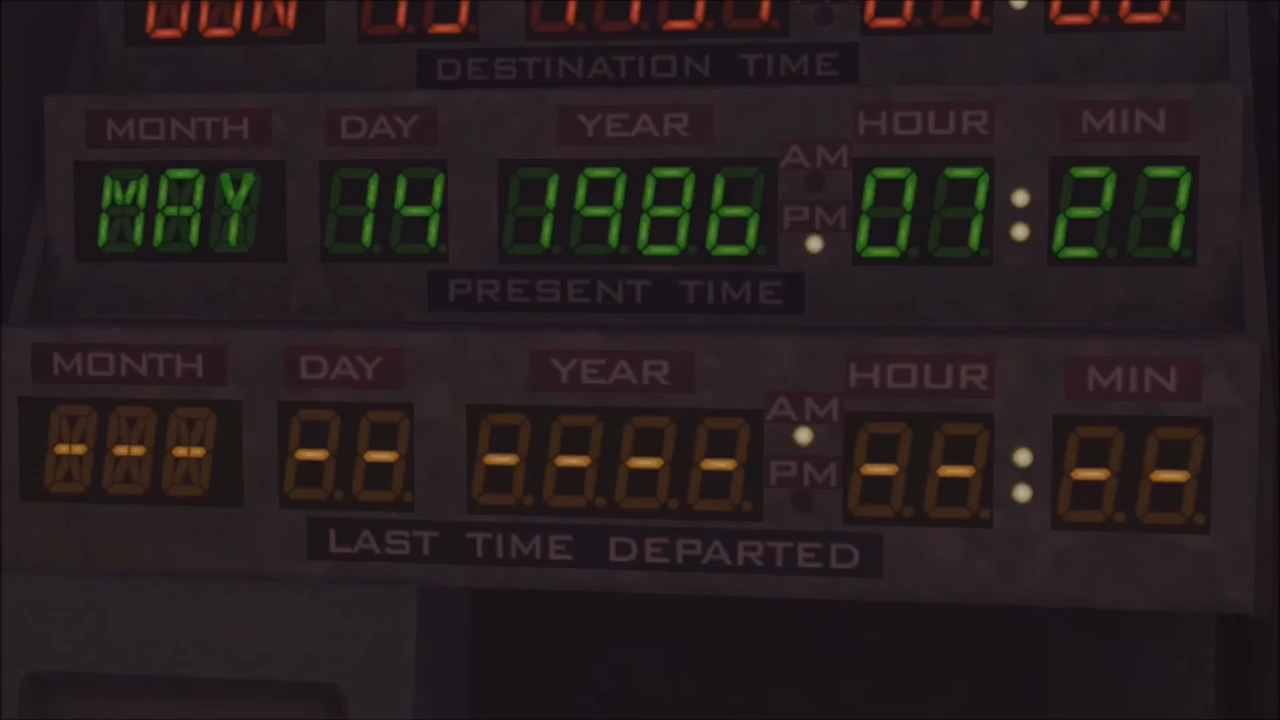 DESTINATION TIME
MONTH DAY YEAR HOUR MIN
AM
MAY 14 1986 PM 07:27
PRESENT TIME
MONTH DAY YEAR HOUR MIN
AM
--- -- ---- PM --:--
LAST TIME DEPARTED